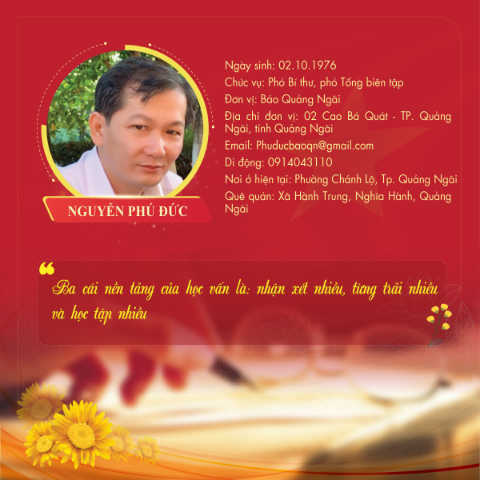 Ngày sinh: 02.10.1976
Chức vụ: Phó Bí thư, phó Tổng biên tập
Đơn vị: Báo Quảng Ngãi
Địa chỉ đơn vị: 02 Cao Bá Quát - TP. Quảng
Ngãi, tỉnh Quảng Ngãi
Email: Phuducbaoqn@gmail.com
Di động: 0914043110
Nơi ở hiện tại: Phường Chánh Lộ, Tp. Quảng Ngãi
Quê quán: Xã Hành Trung, Nghĩa Hành, Quảng
Ngãi
NGUYỄN PHÚ ĐỨC
❝
Ba cái nền tảng của học vấn là: nhận xét nhiều, từng trải nhiều
và học tập nhiều